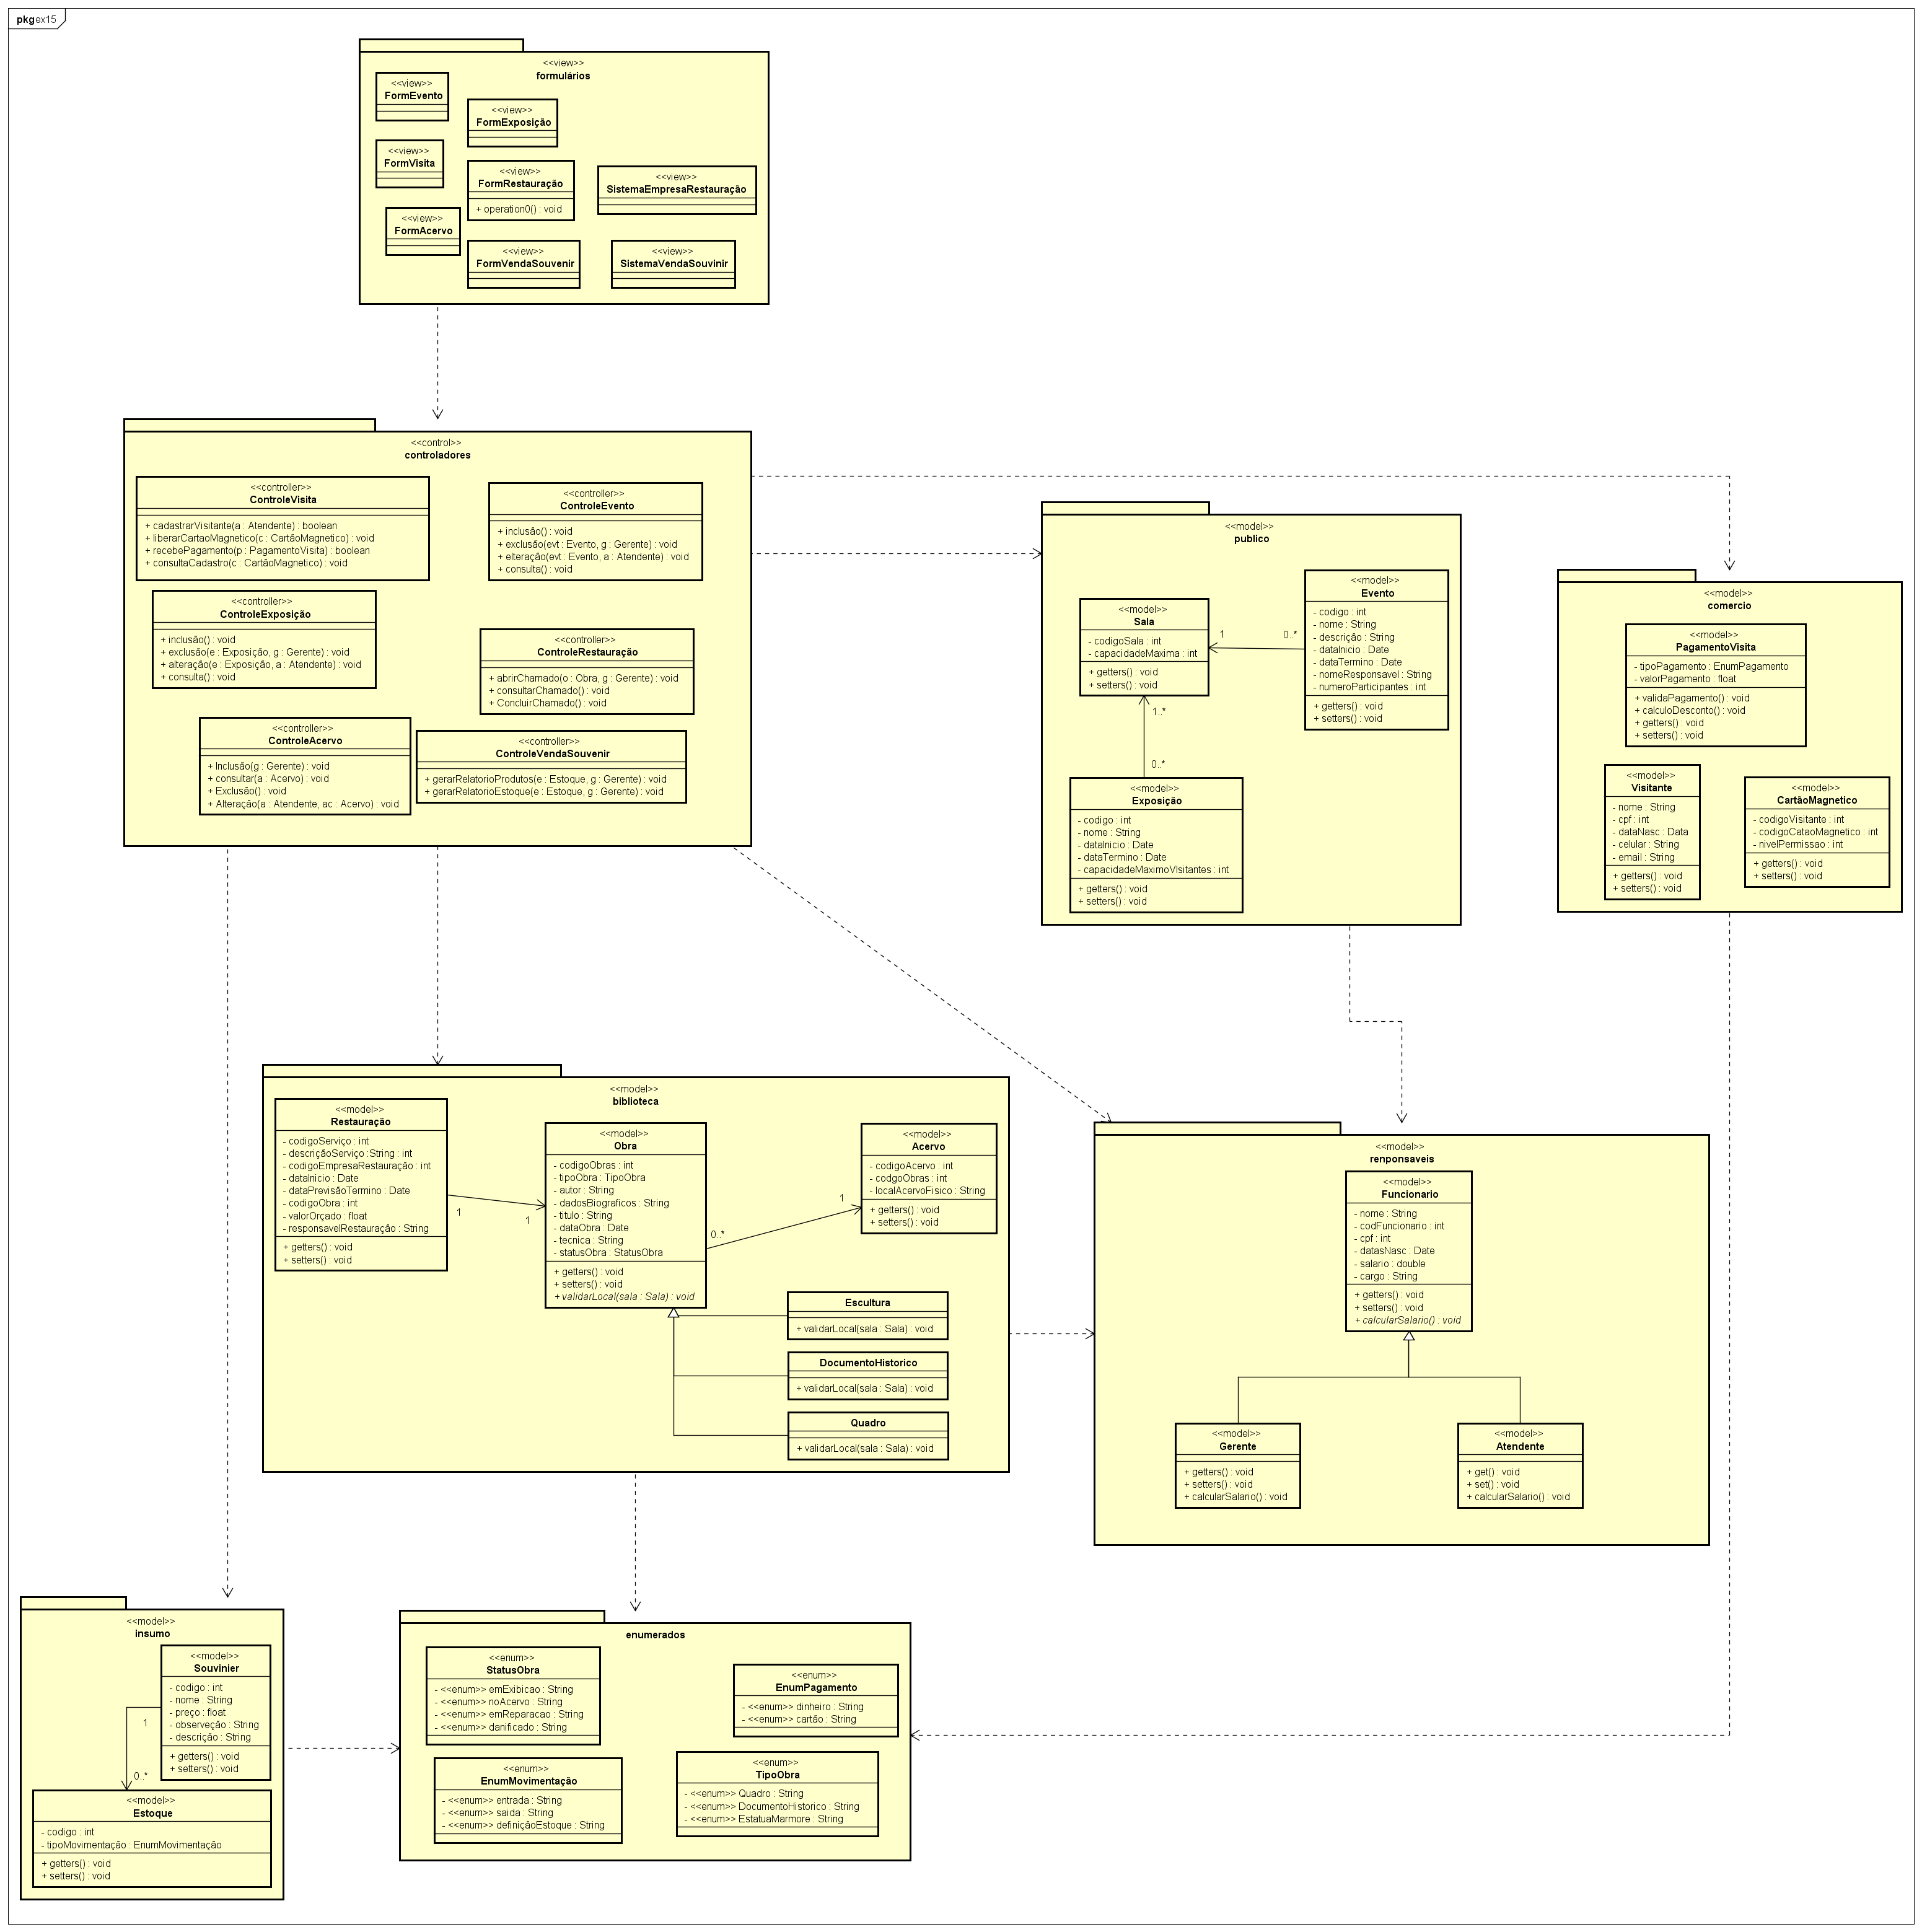 pkg ex15
<<view>>
formulários
<<view>>
FormEvento
<<view>>
FormExposição
<<view>>
FormVisita
<<view>>
FormRestauração
+ operation0() : void
<<view>>
SistemaEmpresaRestauração
<<view>>
FormAcervo
<<view>>
FormVendaSouvenir
<<view>>
SistemaVendaSouvinir
<<control>>
controladores
<<controller>>
ControleVisita
+ cadastrarVisitante(a : Atendente) : boolean
+ liberarCartaoMagnetico(c : CartãoMagnetico) : void
+ recebePagamento(p : PagamentoVisita) : boolean
+ consultaCadastro(c : CartãoMagnetico) : void
<<controller>>
ControleEvento
+ inclusão() : void
+ exclusão(evt : Evento, g : Gerente) : void
+ elteração(evt : Evento, a : Atendente) : void
+ consulta() : void
<<controller>>
ControleExposição
+ inclusão() : void
+ exclusão(e : Exposição, g : Gerente) : void
+ alteração(e : Exposição, a : Atendente) : void
+ consulta() : void
<<controller>>
ControleRestauração
+ abrirChamado(o : Obra, g : Gerente) : void
+ consultarChamado() : void
+ ConcluirChamado() : void
<<controller>>
ControleAcervo
+ Inclusão(g : Gerente) : void
+ consultar(a : Acervo) : void
+ Exclusão() : void
+ Alteração(a : Atendente, ac : Acervo) : void
<<controller>>
ControleVendaSouvenir
+ gerarRelatorioProdutos(e : Estoque, g : Gerente) : void
+ gerarRelatorioEstoque(e : Estoque, g : Gerente) : void
<<model>>
publico
<<model>>
Sala
- codigoSala : int
- capacidadeMaxima : int
+ getters() : void
+ setters() : void
1
0..*
<<model>>
Evento
- codigo : int
- nome : String
- descrição : String
- dataInicio : Date
- dataTermino : Date
- nomeResponsavel : String
- numeroParticipantes : int
+ getters() : void
+ setters() : void
1..*
0..*
<<model>>
Exposição
- codigo : int
- nome : String
- dataInicio : Date
- dataTermino : Date
- capacidadeMaximoVIsitantes : int
+ getters() : void
+ setters() : void
<<model>>
comercio
<<model>>
PagamentoVisita
- tipoPagamento : EnumPagamento
- valorPagamento : float
+ validaPagamento() : void
+ calculoDesconto() : void
+ getters() : void
+ setters() : void
<<model>>
Visitante
- nome : String
- cpf : int
- dataNasc : Data
- celular : String
- email : String
+ getters() : void
+ setters() : void
<<model>>
CartãoMagnetico
- codigoVisitante : int
- codigoCataoMagnetico : int
- nivelPermissao : int
+ getters() : void
+ setters() : void
<<model>>
biblioteca
<<model>>
Restauração
- codigoServiço : int
- descriçãoServiço :String : int
- codigoEmpresaRestauração : int
- dataInicio : Date
- dataPrevisãoTermino : Date
- codigoObra : int
- valorOrçado : float
- responsavelRestauração : String
+ getters() : void
+ setters() : void
1
1
<<model>>
Obra
- codigoObras : int
- tipoObra : TipoObra
- autor : String
- dadosBiograficos : String
- titulo : String
- dataObra : Date
- tecnica : String
- statusObra : StatusObra
+ getters() : void
+ setters() : void
+ validarLocal(sala : Sala) : void
0..*
1
<<model>>
Acervo
- codigoAcervo : int
- codgoObras : int
- localAcervoFisico : String
+ getters() : void
+ setters() : void
Escultura
+ validarLocal(sala : Sala) : void
DocumentoHistorico
+ validarLocal(sala : Sala) : void
Quadro
+ validarLocal(sala : Sala) : void
<<model>>
renponsaveis
<<model>>
Funcionario
- nome : String
- codFuncionario : int
- cpf : int
- datasNasc : Date
- salario : double
- cargo : String
+ getters() : void
+ setters() : void
+ calcularSalario() : void
<<model>>
Gerente
+ getters() : void
+ setters() : void
+ calcularSalario() : void
<<model>>
Atendente
+ get() : void
+ set() : void
+ calcularSalario() : void
<<model>>
insumo
<<model>>
Souvinier
- codigo : int
- nome : String
- preço : float
- observeção : String
- descrição : String
+ getters() : void
+ setters() : void
1
0..*
<<model>>
Estoque
- codigo : int
- tipoMovimentação : EnumMovimentação
+ getters() : void
+ setters() : void
enumerados
<<enum>>
StatusObra
- <<enum>> emExibicao : String
- <<enum>> noAcervo : String
- <<enum>> emReparacao : String
- <<enum>> danificado : String
<<enum>>
EnumPagamento
- <<enum>> dinheiro : String
- <<enum>> cartão : String
<<enum>>
EnumMovimentação
- <<enum>> entrada : String
- <<enum>> saida : String
- <<enum>> definiçãoEstoque : String
<<enum>>
TipoObra
- <<enum>> Quadro : String
- <<enum>> DocumentoHistorico : String
- <<enum>> EstatuaMarmore : String